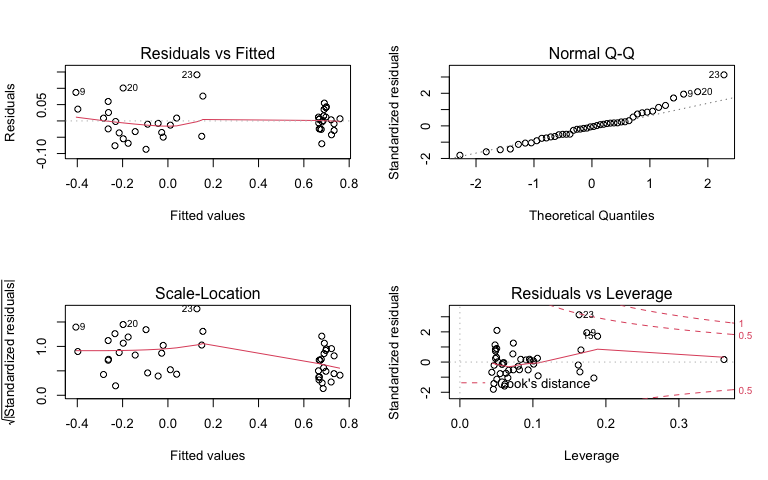 Residuals vs Fitted
Residuals
0.05
-0.10
9
20
23
-0.4 -0.2 0.0 0.2 0.4 0.6 0.8
Fitted values
Normal Q-Q
Standardized residuals
2
0
-2
23
9
20
-2 -1 0 1 2
Theoretical Quantiles
Scale-Location
√|Standardized residuals|
1.0
0.0
9
20
23
-0.4 -0.2 0.0 0.2 0.4 0.6 0.8
Fitted values
Residuals vs Leverage
Standardized residuals
2
0
-2
23
9
1
0.5
0.5
Cook's distance
0.0 0.1 0.2 0.3
Leverage